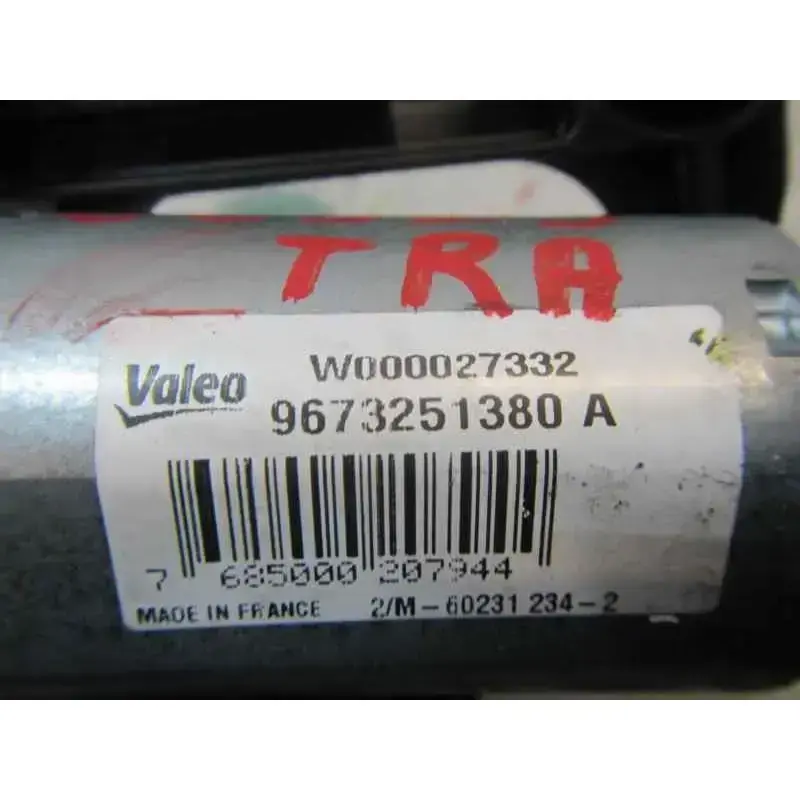 TRA
Valeo
W000027332
9673251380 A
7 685000 207944
MADE IN FRANCE 2/M-60231 234-2